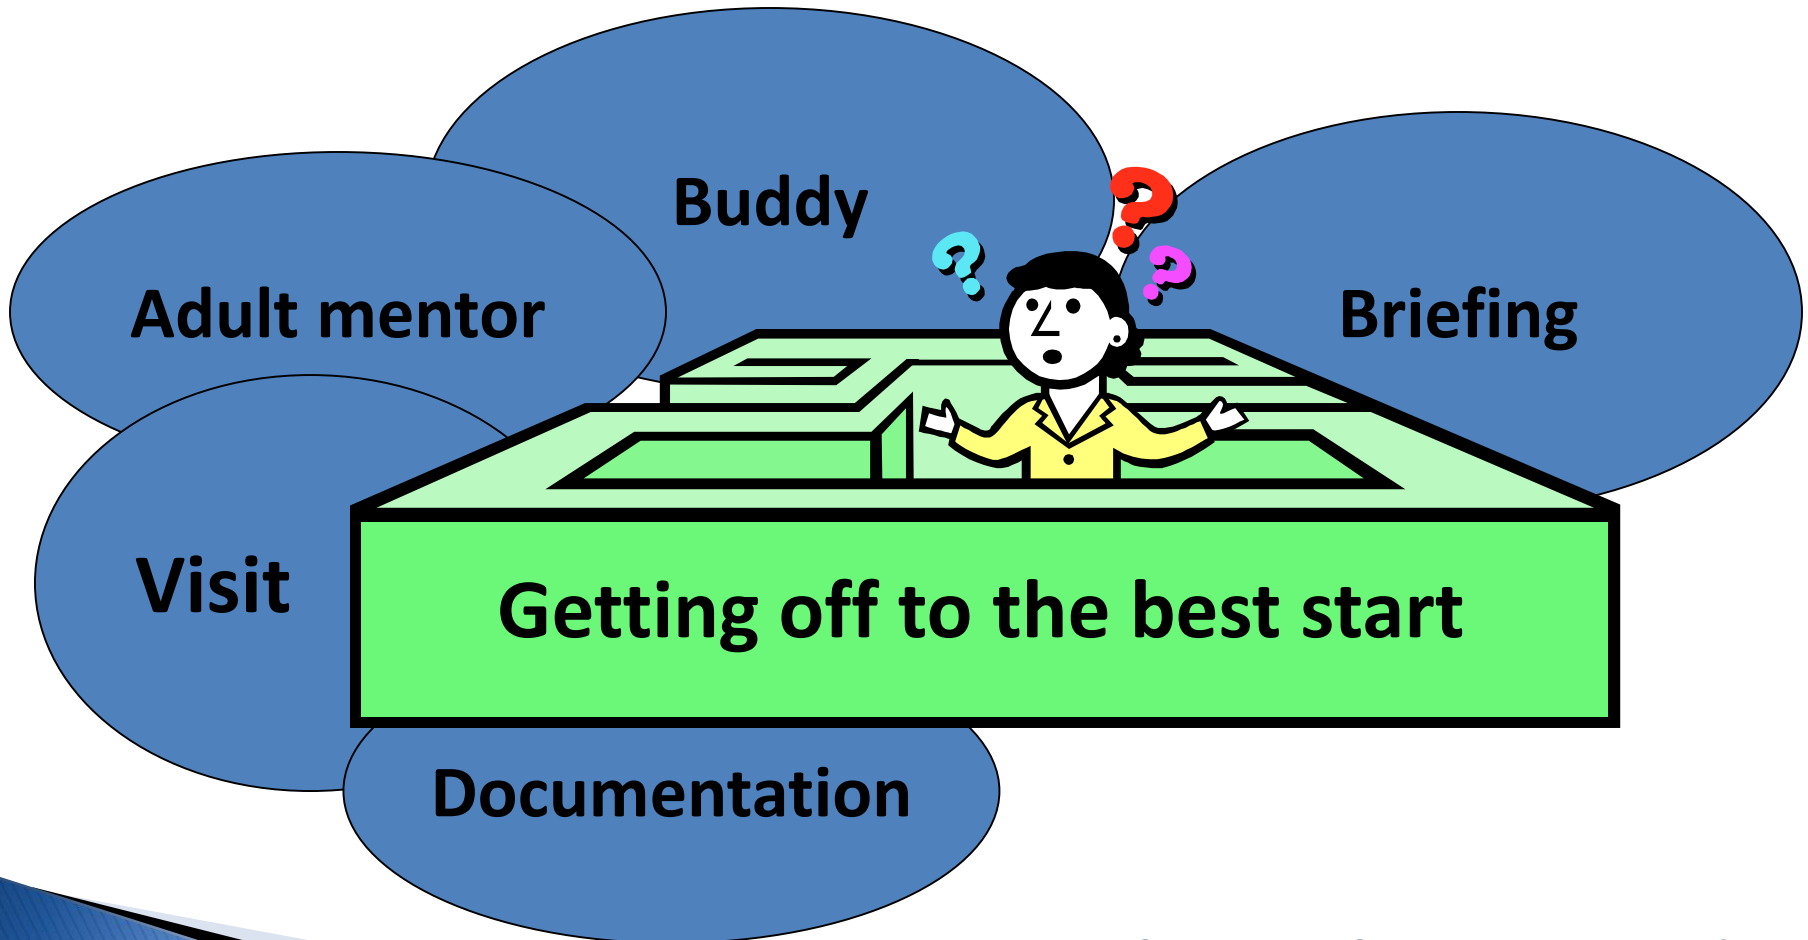 Buddy
Adult mentor
Briefing
Visit
Getting off to the best start
Documentation